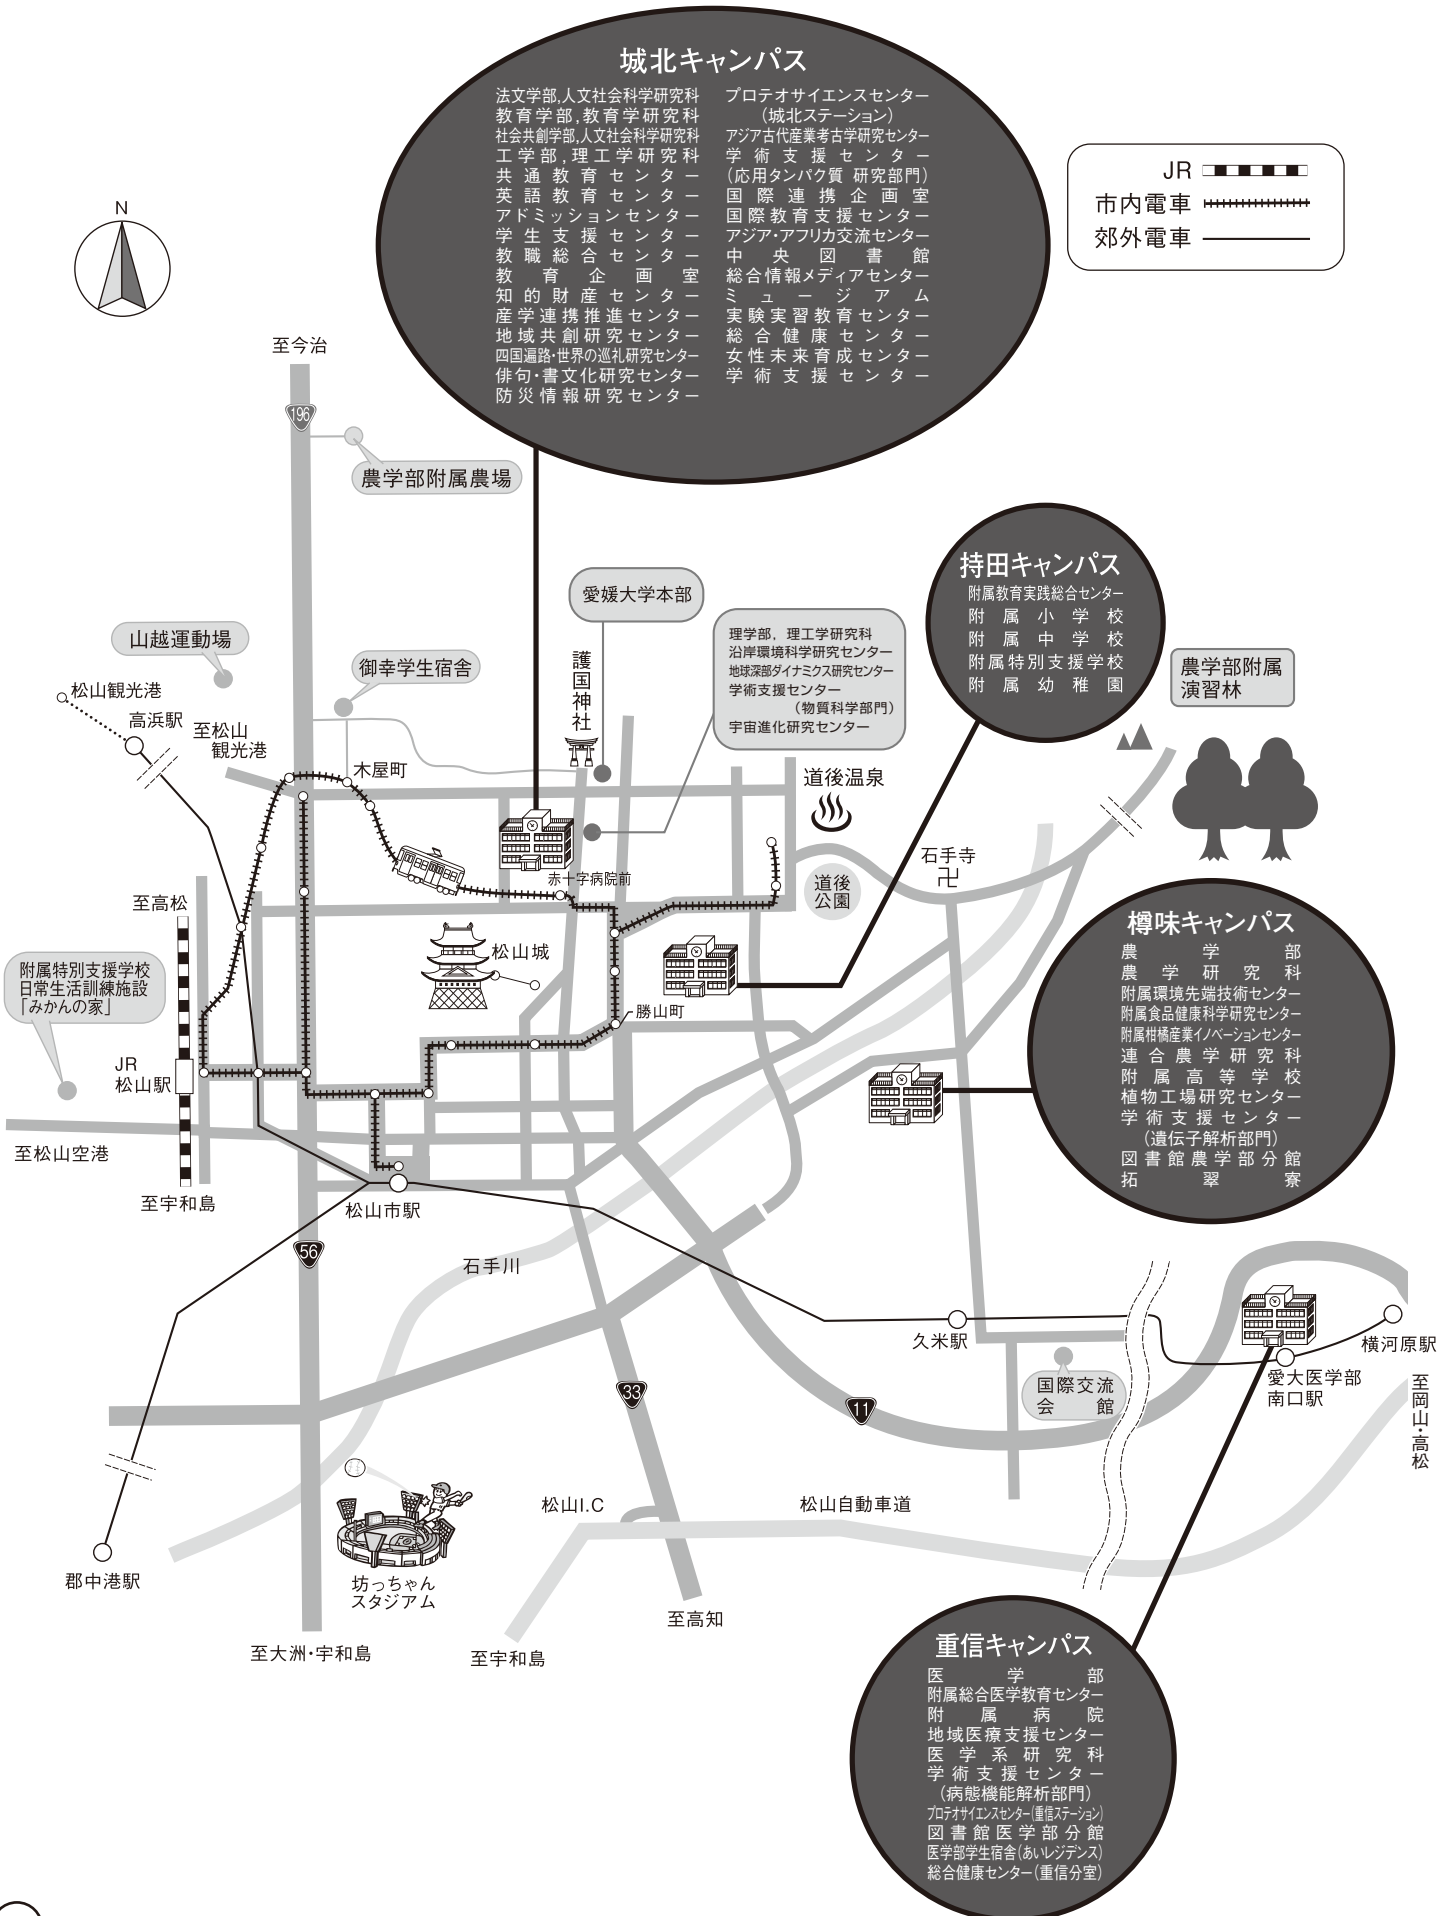 城北キャンパス
法文学部,人文社会科学研究科
教育学部,教育学研究科
社会共創学部,人文社会科学研究科
工学部,理工学研究科
共通教育センター
英語教育センター
アドミッションセンター
学生支援センター
教職総合センター
教育企画室
知的財産センター
産学連携推進センター
地域共創研究センター
四国遍路・世界の巡礼研究センター
俳句・書文化研究センター
防災情報研究センター
プロテオサイエンスセンター
(城北ステーション)
アジア古代産業考古学研究センター
学術支援センター
(応用タンパク質 研究部門)
国際連携企画室
国際教育支援センター
アジア・アフリカ交流センター
中央図書館
総合情報メディアセンター
ミュージアム
実験実習教育センター
総合健康センター
女性未来育成センター
学術支援センター
JR
市内電車
郊外電車
N
至今治
196
農学部附属農場
持田キャンパス
附属教育実践総合センター
附属小学校
附属中学校
附属特別支援学校
附属幼稚園
愛媛大学本部
理学部，理工学研究科
沿岸環境科学研究センター
地球深部ダイナミクス研究センター
学術支援センター
(物質科学部門)
宇宙進化研究センター
山越運動場
御幸学生宿舎
護国神社
農学部附属
演習林
松山観光港
高浜駅
至松山
観光港
木屋町
道後温泉
石手寺
卍
道後
公園
赤十字病院前
至高松
松山城
勝山町
附属特別支援学校
日常生活訓練施設
「みかんの家」
JR
松山駅
至松山空港
至宇和島
松山市駅
樽味キャンパス
農学部
農学研究科
附属環境先端技術センター
附属食品健康科学研究センター
附属柑橘産業イノベーションセンター
連合農学研究科
附属高等学校
植物工場研究センター
学術支援センター
(遺伝子解析部門)
図書館農学部分館
拓翠寮
56
石手川
久米駅
横河原駅
愛大医学部
南口駅
国際交流
会館
33
11
至岡山・高松
松山I.C
松山自動車道
坊っちゃん
スタジアム
郡中港駅
至高知
至大洲・宇和島
至宇和島
重信キャンパス
医学部
附属総合医学教育センター
附属病院
地域医療支援センター
医学系研究科
学術支援センター
(病態機能解析部門)
プロテオサイエンスセンター(重信ステーション)
図書館医学部分館
医学部学生宿舎(あいレジデンス)
総合健康センター(重信分室)